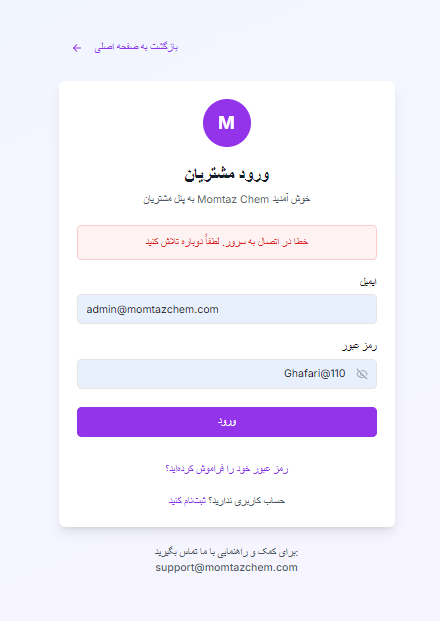 بازگشت به صفحه اصلی
M
ورود مشتریان
خوش آمدید Momtaz Chem به پنل مشتریان
خطا در اتصال به سرور. لطفاً دوباره تلاش کنید
ایمیل
admin@momtazchem.com
رمز عبور
Ghafari@110
ورود
رمز عبور خود را فراموش کرده‌اید؟
حساب کاربری ندارید؟ ثبت‌نام کنید
برای کمک و راهنمایی با ما تماس بگیرید:
support@momtazchem.com